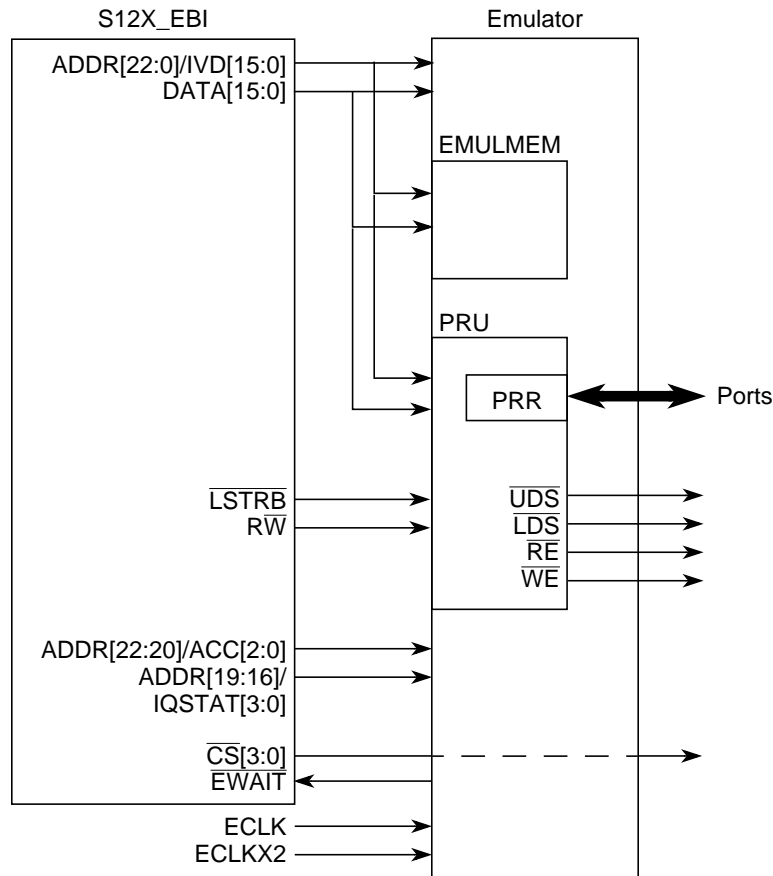 S12X_EBI
Emulator
ADDR[22:0]/IVD[15:0]
DATA[15:0]
EMULMEM
PRU
PRR
Ports
LSTRB
RW
UDS
LDS
RE
WE
ADDR[22:20]/ACC[2:0]
ADDR[19:16]/
IQSTAT[3:0]
CS[3:0]
EWAIT
ECLK
ECLKX2